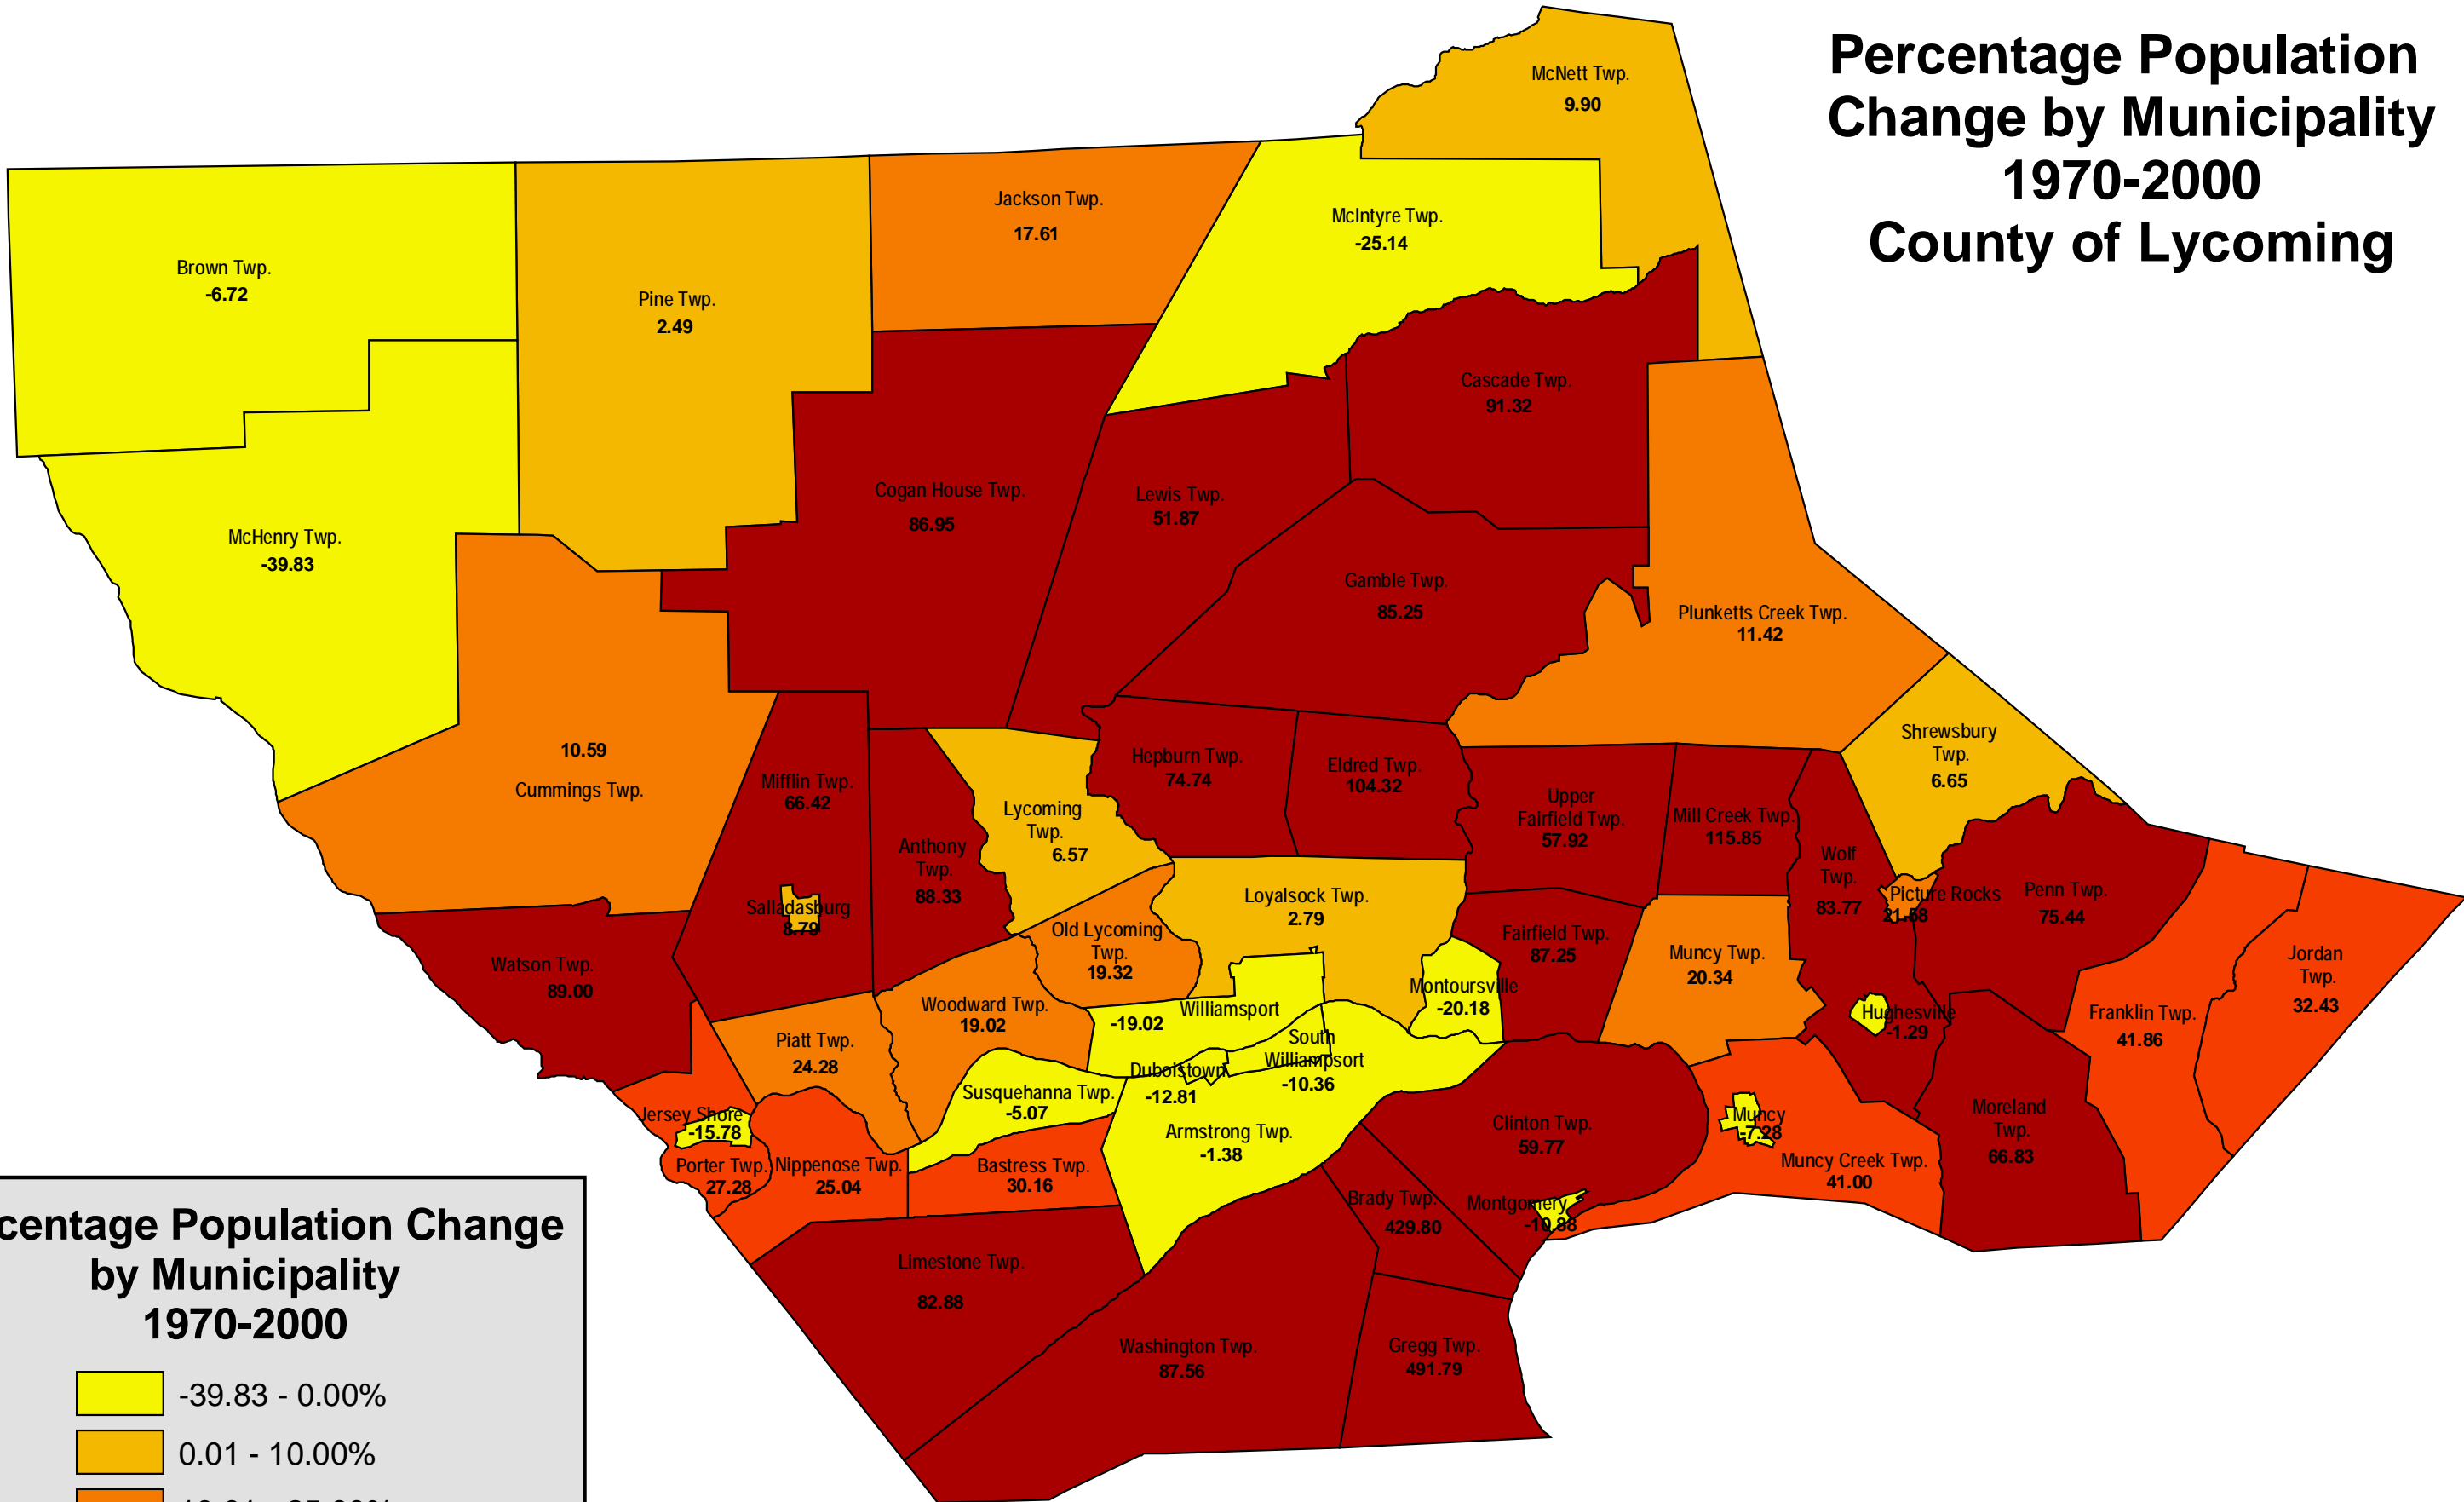 Percentage Population
Change by Municipality
1970-2000
County of Lycoming
McNett Twp.
9.90
Jackson Twp.
17.61
McIntyre Twp.
-25.14
Brown Twp.
-6.72
Pine Twp.
2.49
Cascade Twp.
91.32
Cogan House Twp.
86.95
Lewis Twp.
51.87
McHenry Twp.
-39.83
Gamble Twp.
85.25
Plunketts Creek Twp.
11.42
10.59
Cummings Twp.
Mifflin Twp.
66.42
Hepburn Twp.
74.74
Eldred Twp.
104.32
Shrewsbury
Twp.
6.65
Lycoming
Twp.
6.57
Upper
Fairfield Twp.
57.92
Mill Creek Twp.
115.85
Anthony
Twp.
88.33
Wolf
Twp.
83.77
Picture Rocks
21.58
Penn Twp.
75.44
Salladasburg
8.79
Loyalsock Twp.
2.79
Old Lycoming
Twp.
19.32
Fairfield Twp.
87.25
Muncy Twp.
20.34
Jordan
Twp.
32.43
Watson Twp.
89.00
Montoursville
-20.18
Woodward Twp.
19.02
Williamsport
-19.02
Hughesville
-1.29
Franklin Twp.
41.86
Piatt Twp.
24.28
South
Williampsort
-10.36
Duboistown
-12.81
Susquehanna Twp.
-5.07
Jersey Shore
-15.78
Armstrong Twp.
-1.38
Clinton Twp.
59.77
Muncy
-7.28
Moreland
Twp.
66.83
Porter Twp.
27.28
Nippenose Twp.
25.04
Bastress Twp.
30.16
Muncy Creek Twp.
41.00
Brady Twp.
429.80
Montgomery
-10.88
Limestone Twp.
82.88
Washington Twp.
87.56
Gregg Twp.
491.79
centage Population Change
by Municipality
1970-2000
-39.83 - 0.00%
0.01 - 10.00%